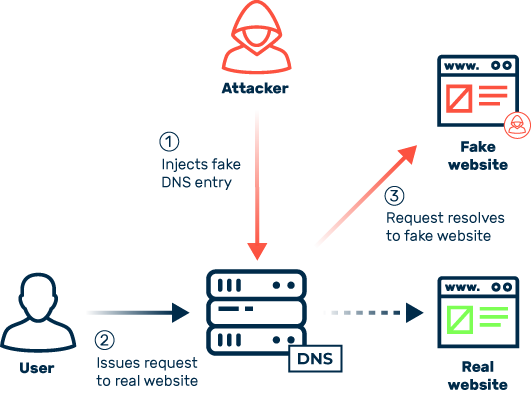 Attacker
www.
Fake
website
1
Injects fake
DNS entry
3
Request resolves
to fake website
User
2
Issues request
to real website
DNS
www.
Real
website